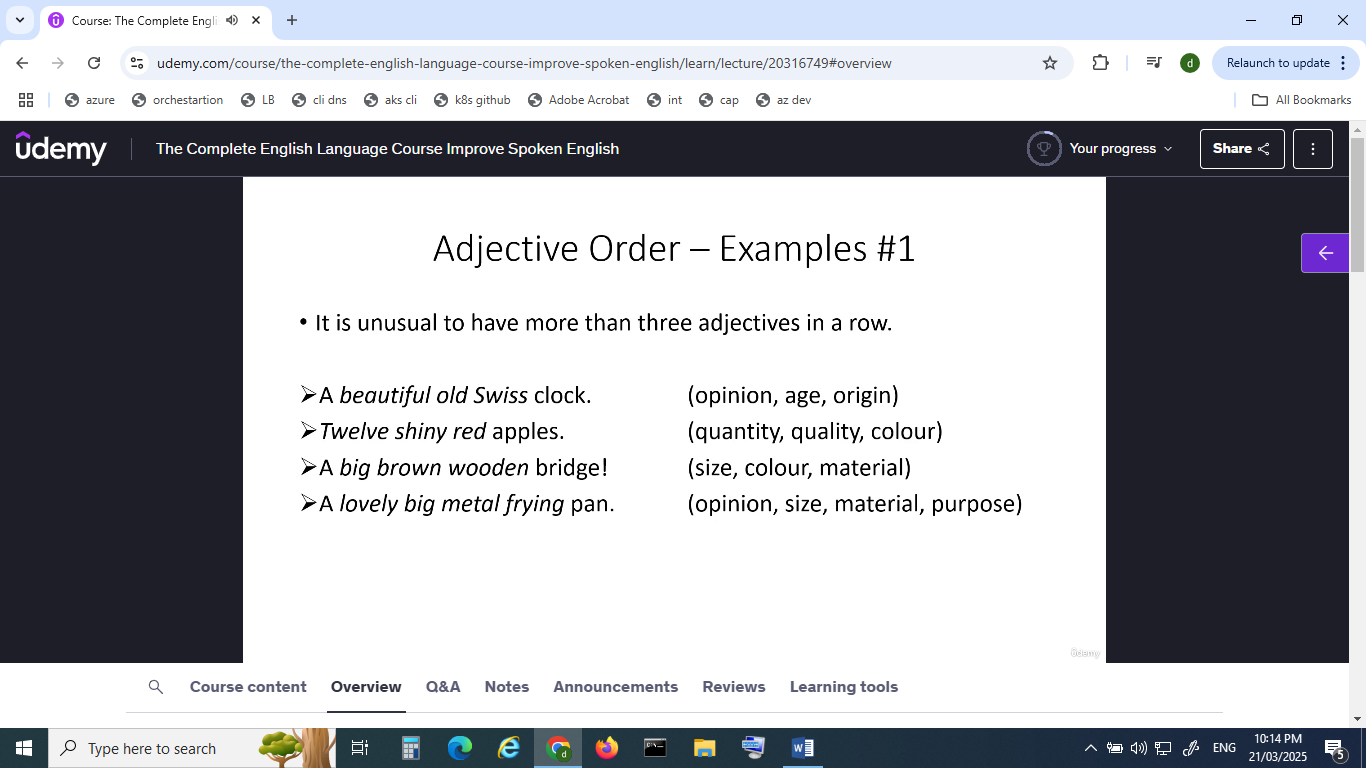 Course: The Complete Engli
udemy.com/course/the-complete-english-language-course-improve-spoken-english/learn/lecture/20316749#overview
d
Relaunch to update
azure
orchestartion
LB
cli dns
aks cli
k8s github
Adobe Acrobat
int
cap
az dev
All Bookmarks
ûdemy
The Complete English Language Course Improve Spoken English
Your progress
Share
Adjective Order – Examples #1
• It is unusual to have more than three adjectives in a row.
➢A beautiful old Swiss clock. (opinion, age, origin)
➢Twelve shiny red apples. (quantity, quality, colour)
➢A big brown wooden bridge! (size, colour, material)
➢A lovely big metal frying pan. (opinion, size, material, purpose)
ûdemy
Course content
Overview
Q&A
Notes
Announcements
Reviews
Learning tools
Type here to search
ENG
10:14 PM
21/03/2025
5